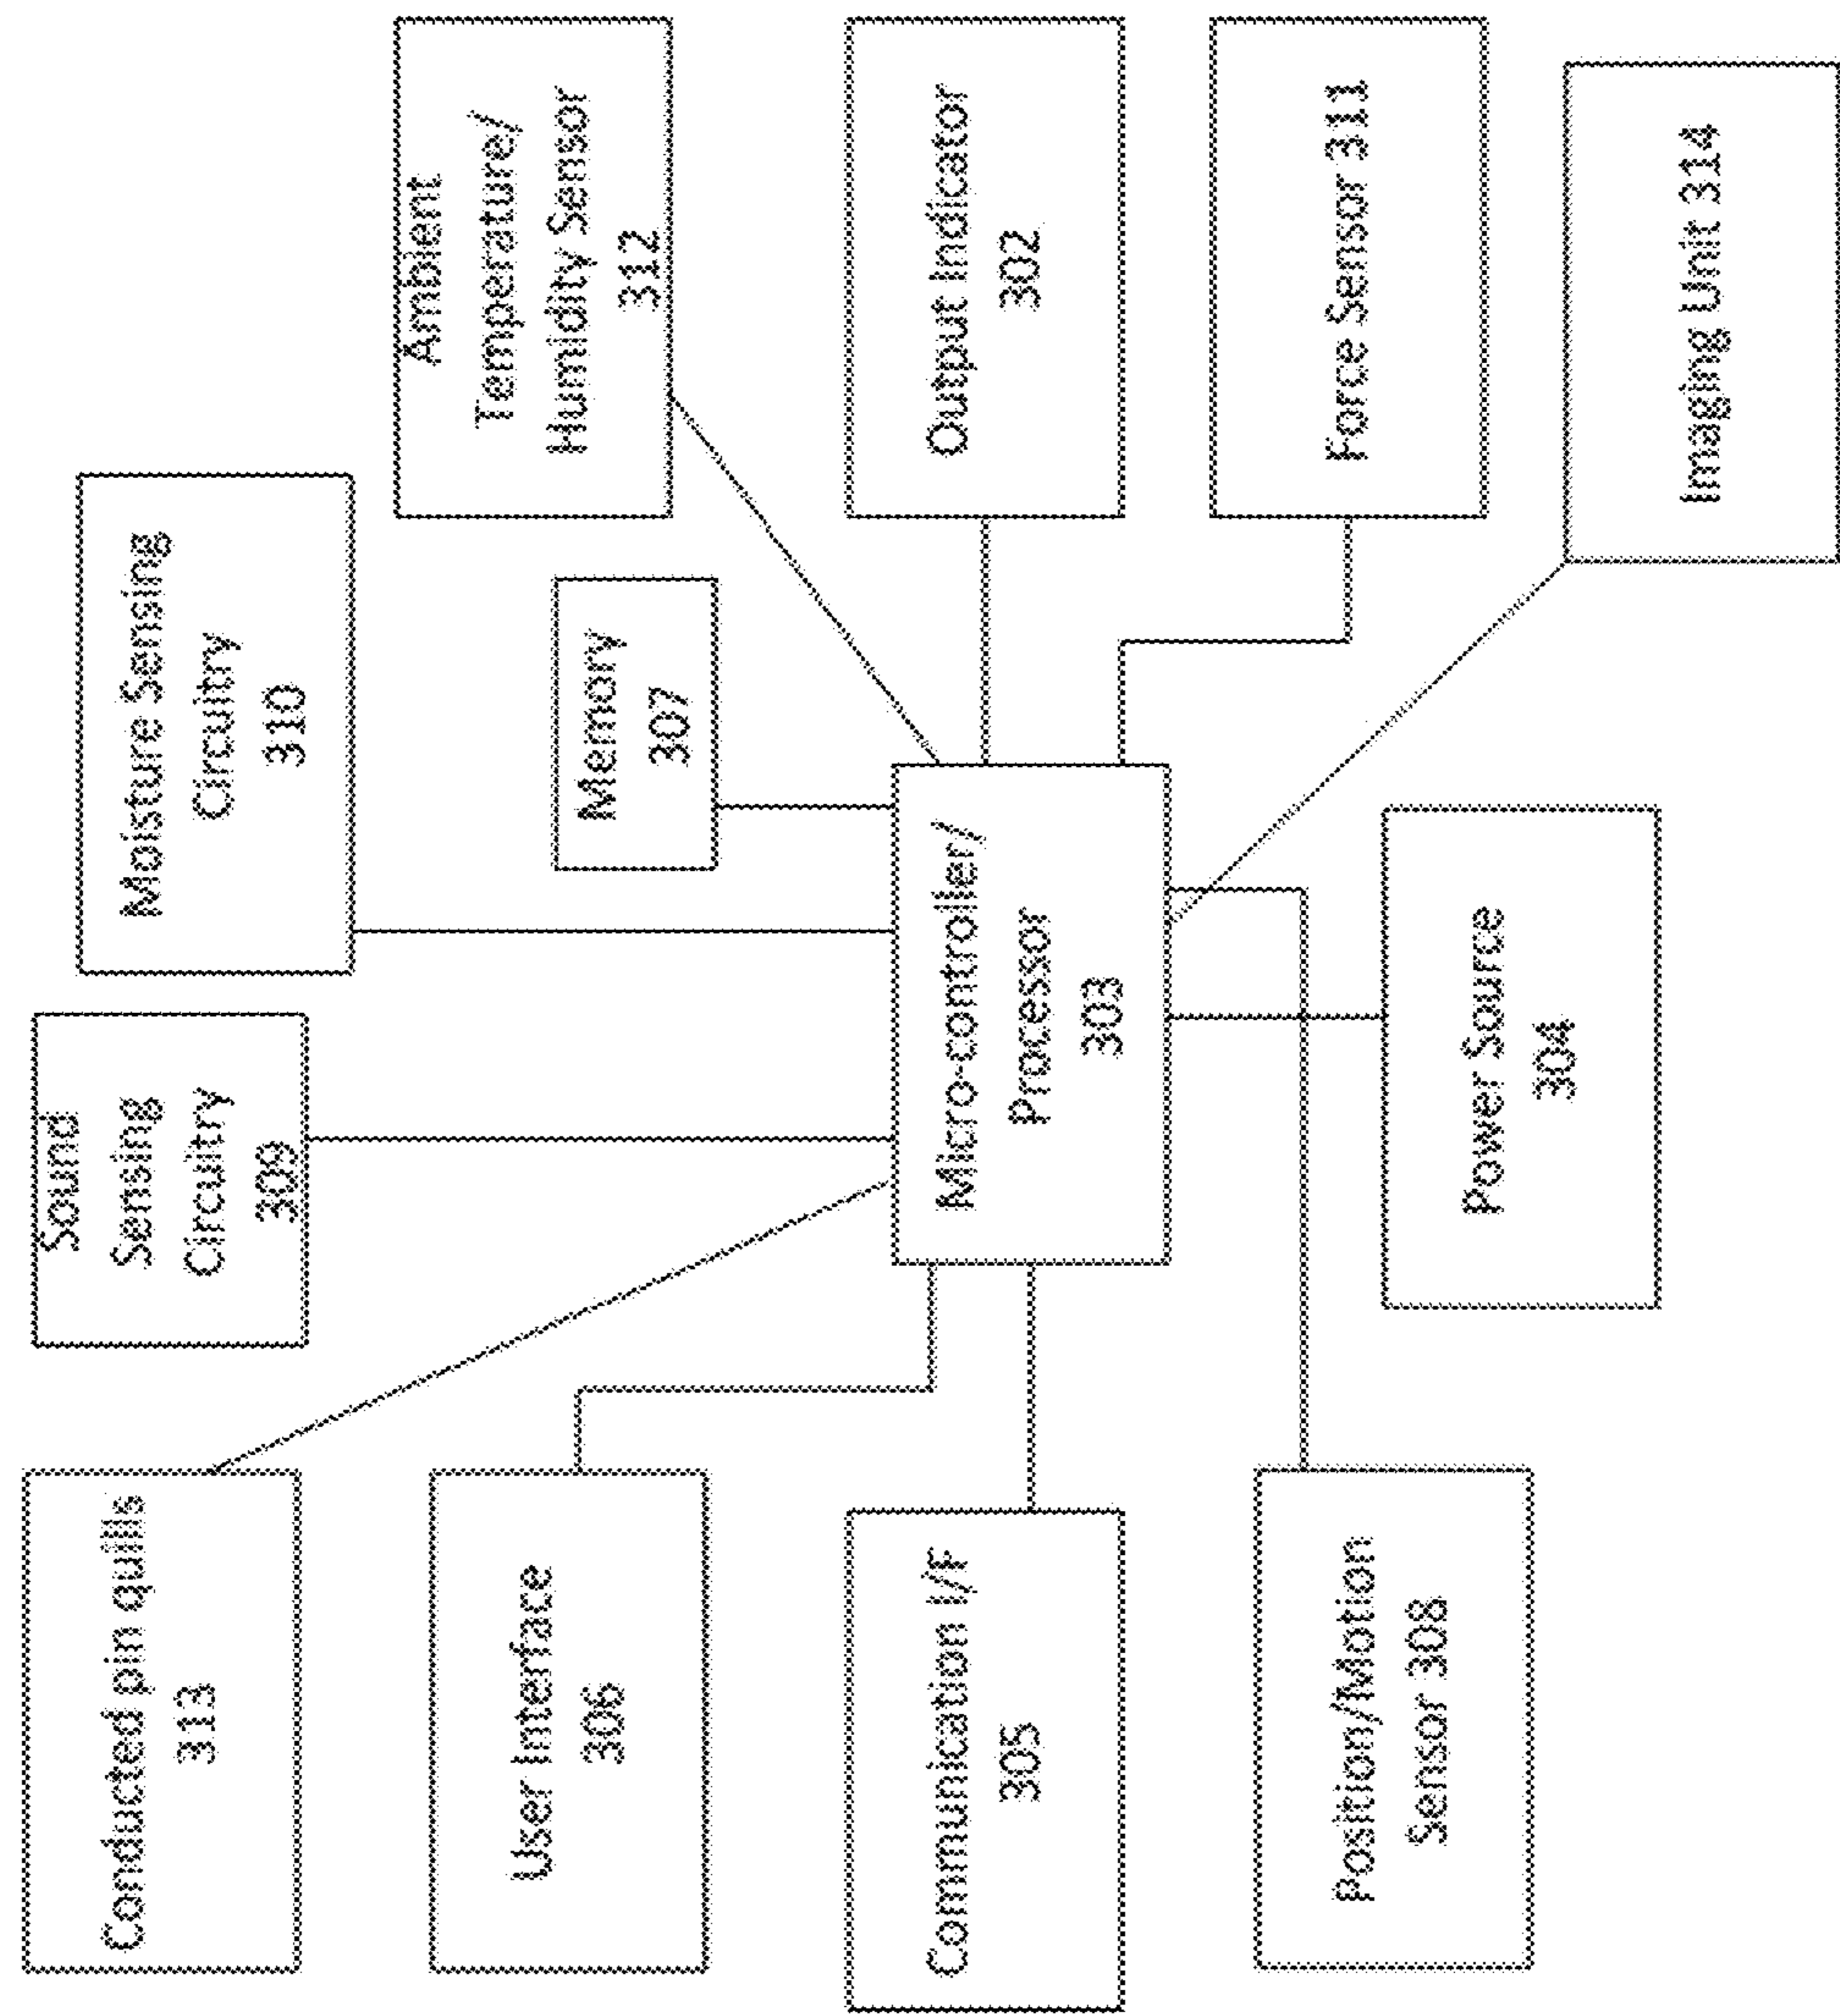 Conducted pin quills
313
Sound
Sensing
Circuitry
309
Moisture Sensing
Circuitry
310
Ambient
Temperature/
Humidity Sensor
312
User Interface
306
Memory
307
Communication I/F
305
Micro-controller/
Processor
303
Output Indicator
302
Position/Motion
Sensor 308
Power Source
304
Force Sensor 311
Imaging Unit 314